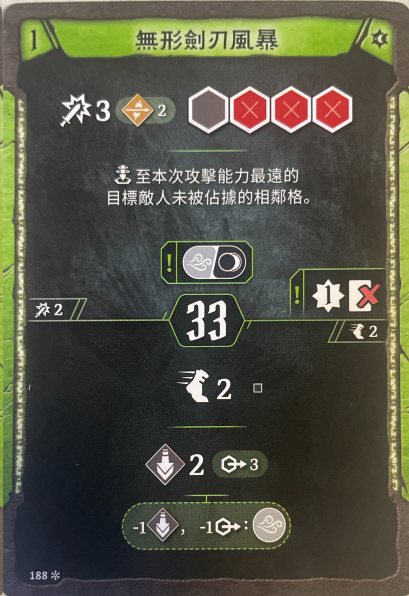 1 無形劍刃風暴
3 2
至本次攻擊能力最遠的
目標敵人未被佔據的相鄰格。
! ! 1
2 33 2
2
2 3
-1 , -1 :
188